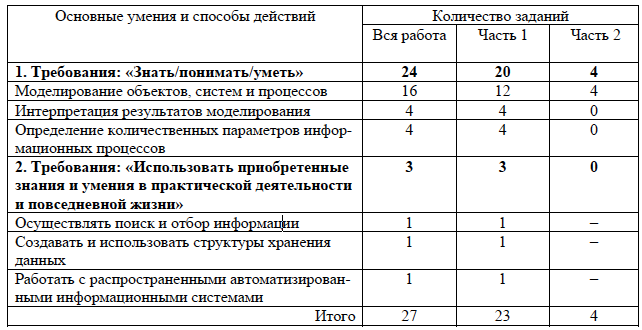 Основные умения и способы действий Количество заданий
Вся работа Часть 1 Часть 2
1. Требования: «Знать/понимать/уметь» 24 20 4
Моделирование объектов, систем и процессов 16 12 4
Интерпретация результатов моделирования 4 4 0
Определение количественных параметров инфор- 4 4 0
мационных процессов
2. Требования: «Использовать приобретенные 3 3 0
знания и умения в практической деятельности
и повседневной жизни»
Осуществлять поиск и отбор информации 1 1 –
Создавать и использовать структуры хранения 1 1 –
данных
Работать с распространенными автоматизирован- 1 1 –
ными информационными системами
Итого 27 23 4